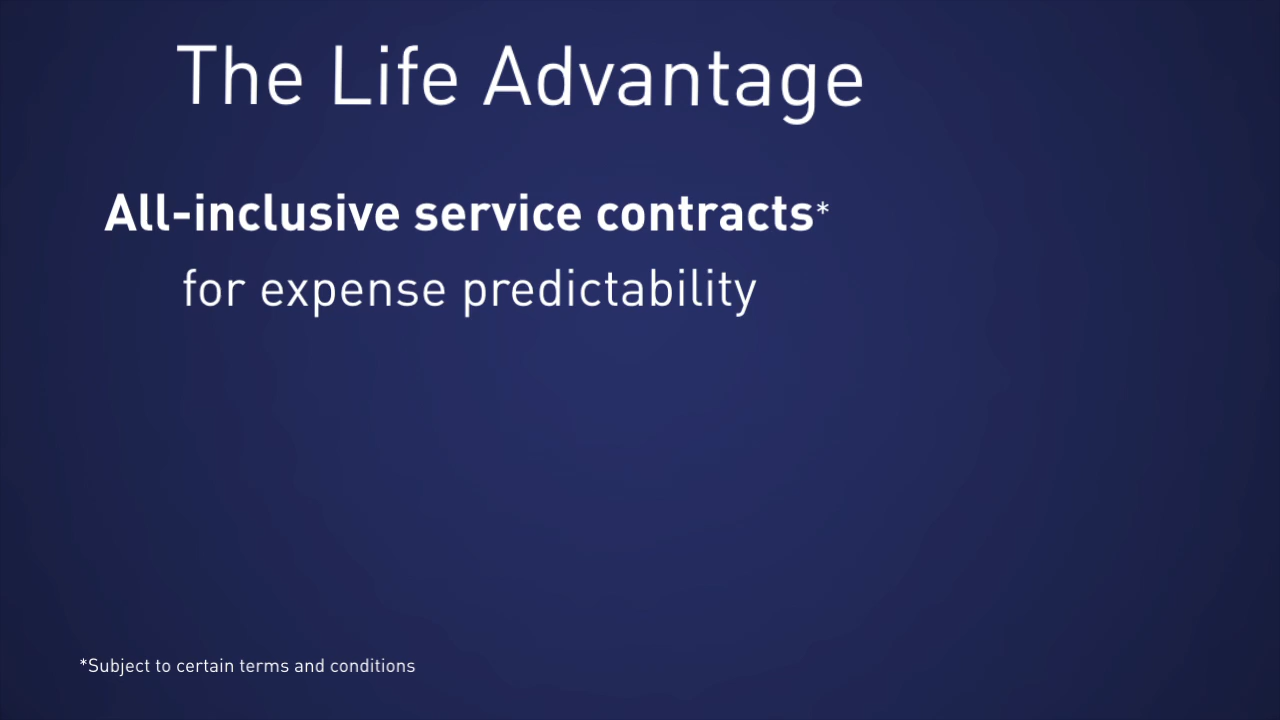 The Life Advantage
All-inclusive service contracts*
for expense predictability
*Subject to certain terms and conditions